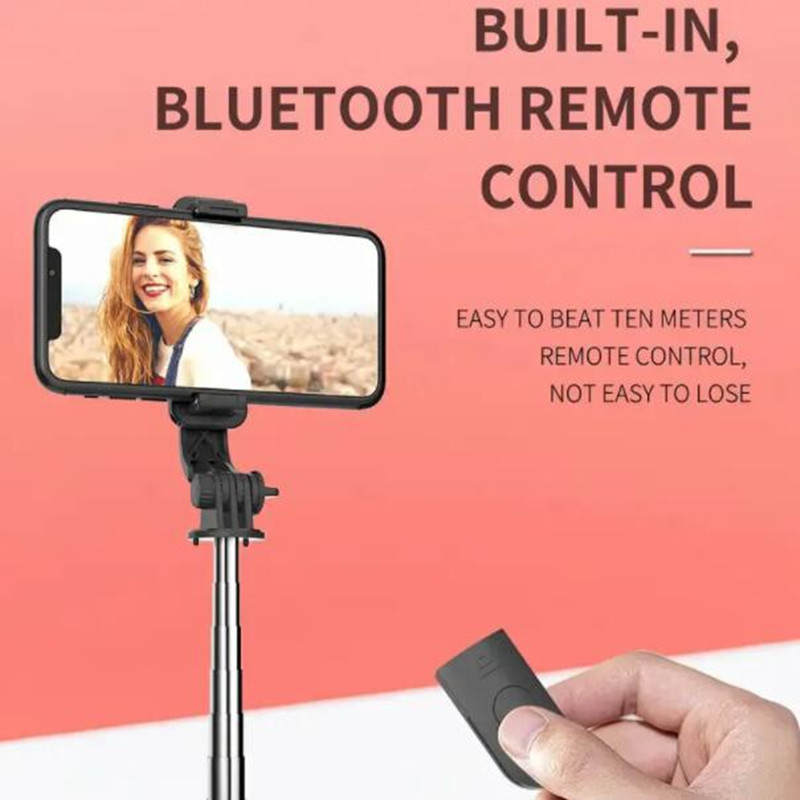 BUILT-IN,
BLUETOOTH REMOTE
CONTROL
EASY TO BEAT TEN METERS
REMOTE CONTROL,
NOT EASY TO LOSE